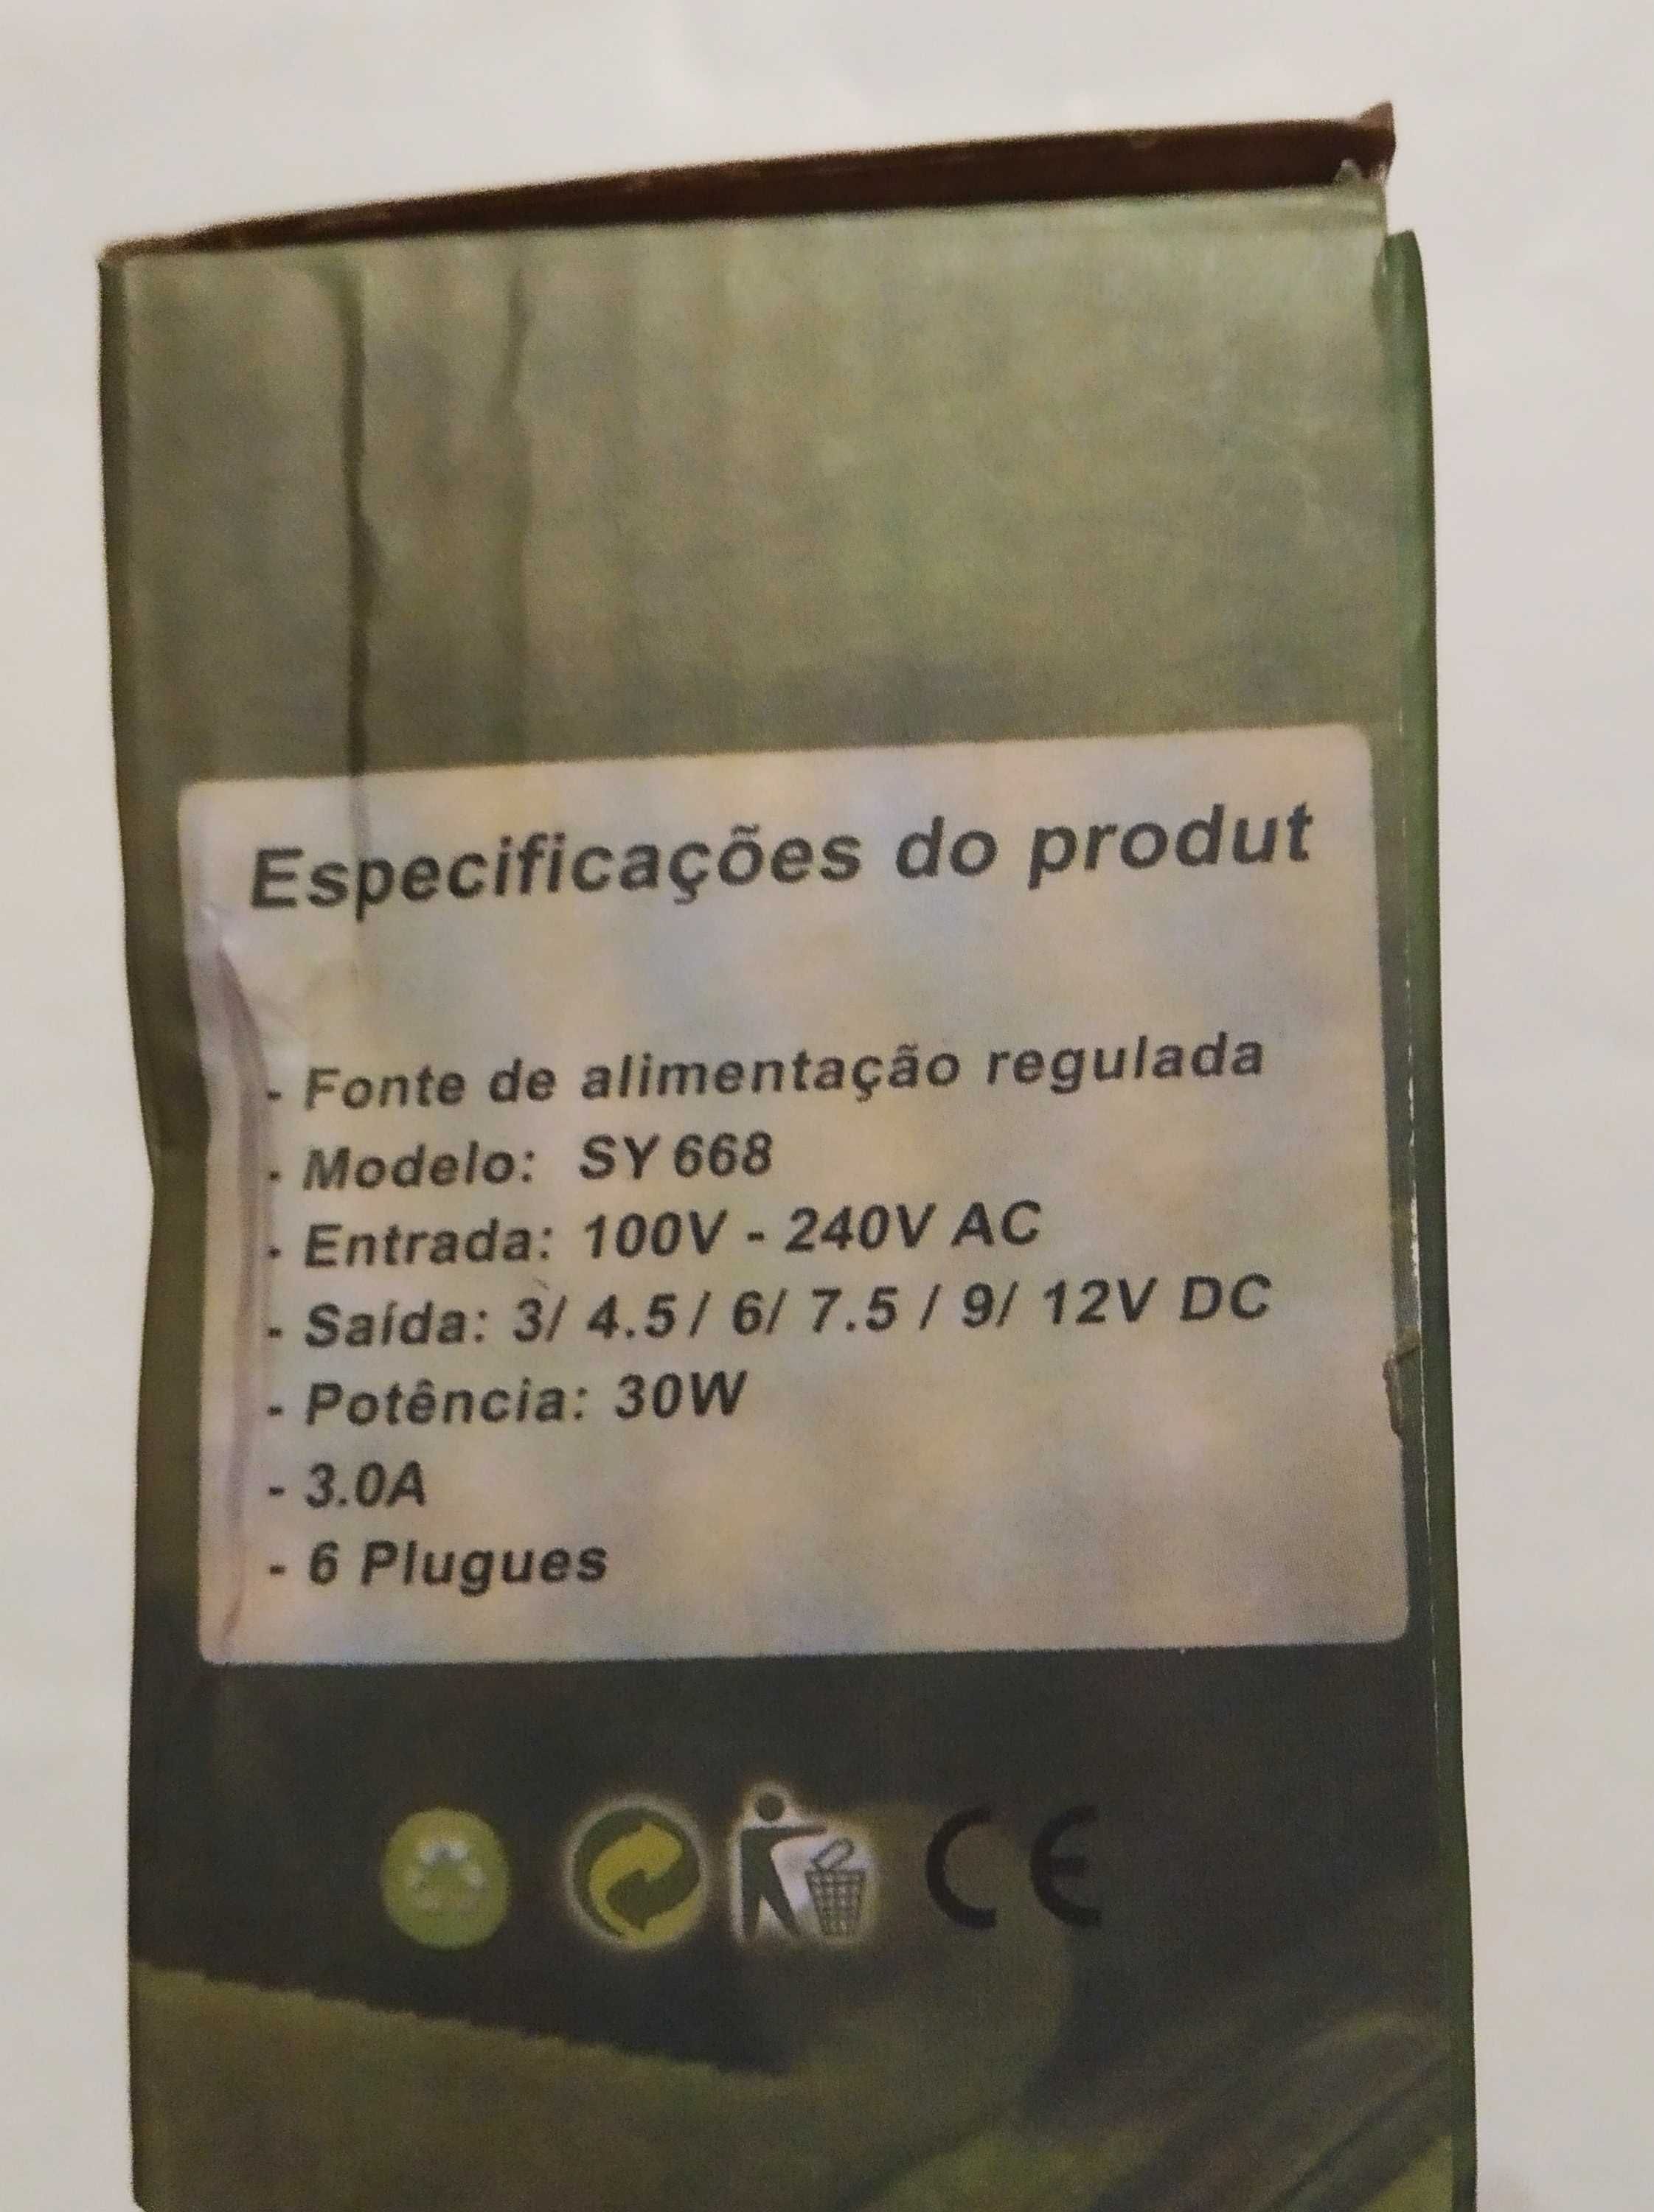 Especificações do produt
- Fonte de alimentação regulada
- Modelo: SY 668
- Entrada: 100V - 240V AC
- Saída: 3/ 4.5 / 6/ 7.5 / 9/ 12V DC
- Potência: 30W
- 3.0A
- 6 Plugues
CE